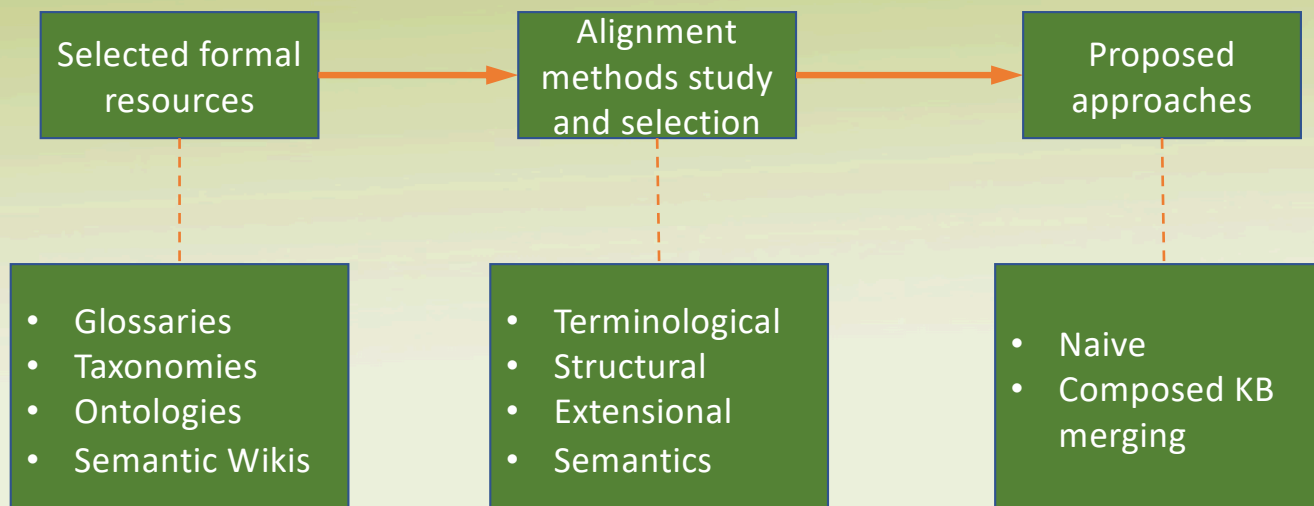 Selected formal
resources
Alignment
methods study
and selection
Proposed
approaches
• Glossaries
• Taxonomies
• Ontologies
• Semantic Wikis
• Terminological
• Structural
• Extensional
• Semantics
• Naive
• Composed KB
merging